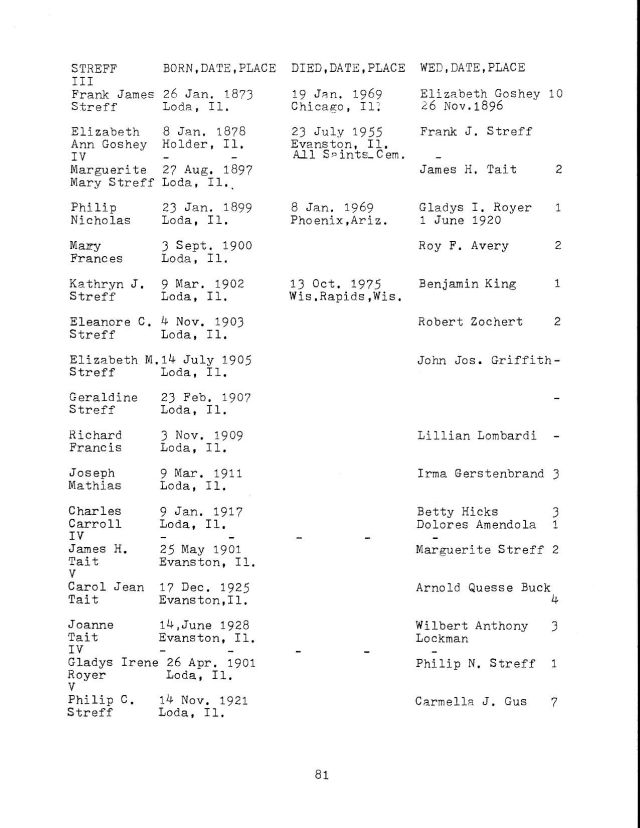 STREFF BORN,DATE,PLACE DIED,DATE,PLACE WED,DATE,PLACE
III
Frank James 26 Jan. 1873 19 Jan. 1969 Elizabeth Goshey 10
Streff Loda, Il. Chicago, Il. 26 Nov.1896
Elizabeth 8 Jan. 1878 23 July 1955 Frank J. Streff
Ann Goshey Holder, Il. Evanston, Il.
IV - - All Saints Cem. -
Marguerite 27 Aug. 1897 James H. Tait 2
Mary Streff Loda, Il.
Philip 23 Jan. 1899 8 Jan. 1969 Gladys I. Royer 1
Nicholas Loda, Il. Phoenix,Ariz. 1 June 1920
Mary 3 Sept. 1900 Roy F. Avery 2
Frances Loda, Il.
Kathryn J. 9 Mar. 1902 13 Oct. 1975 Benjamin King 1
Streff Loda, Il. Wis.Rapids,Wis.
Eleanore C. 4 Nov. 1903 Robert Zochert 2
Streff Loda, Il.
Elizabeth M.14 July 1905 John Jos. Griffith-
Streff Loda, Il.
Geraldine 23 Feb. 1907 -
Streff Loda, Il.
Richard 3 Nov. 1909 Lillian Lombardi -
Francis Loda, Il.
Joseph 9 Mar. 1911 Irma Gerstenbrand 3
Mathias Loda, Il.
Charles 9 Jan. 1917 Betty Hicks 3
Carroll Loda, Il. Dolores Amendola 1
IV - - - - -
James H. 25 May 1901 Marguerite Streff 2
Tait Evanston, Il.
V
Carol Jean 17 Dec. 1925 Arnold Quesse Buck
Tait Evanston,Il. 4
Joanne 14,June 1928 Wilbert Anthony 3
Tait Evanston, Il. Lockman
IV - - - - -
Gladys Irene 26 Apr. 1901 Philip N. Streff 1
Royer Loda, Il.
V
Philip C. 14 Nov. 1921 Carmella J. Gus 7
Streff Loda, Il.
81